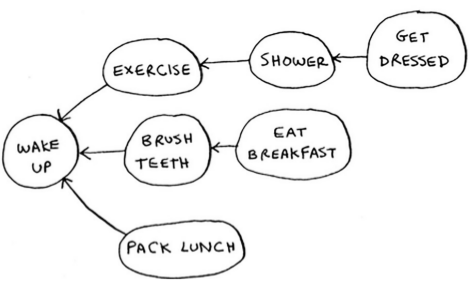 GET
DRESSED
SHOWER
EXERCISE
WAKE
UP
BRUSH
TEETH
EAT
BREAKFAST
PACK LUNCH